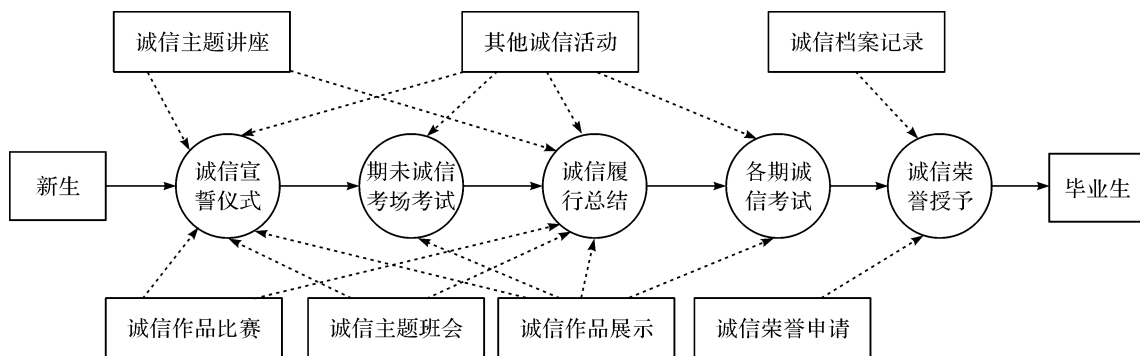 诚信主题讲座
其他诚信活动
诚信档案记录
新生
诚信宣
誓仪式
期未诚信
考场考试
诚信履
行总结
各期诚
信考试
诚信荣
誉授予
毕业生
诚信作品比赛
诚信主题班会
诚信作品展示
诚信荣誉申请